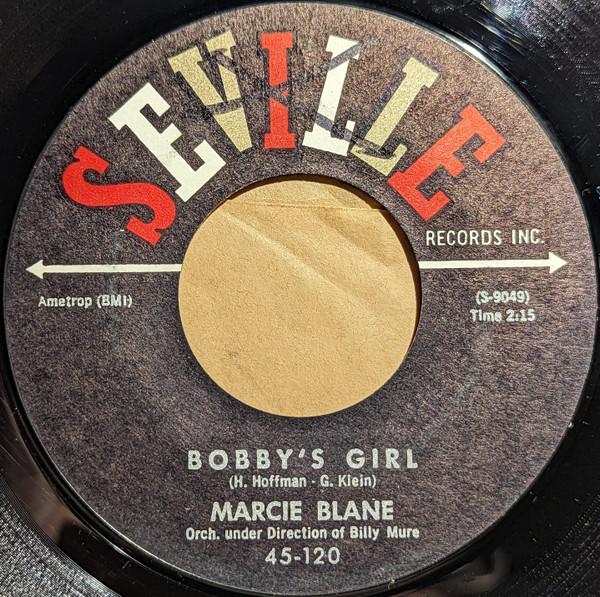 SEVILLE
RECORDS INC.
Ametrop (BMI)
(S-9049)
Time 2:15
BOBBY'S GIRL
(H. Hoffman - G. Klein)
MARCIE BLANE
Orch. under Direction of Billy Mure
45-120